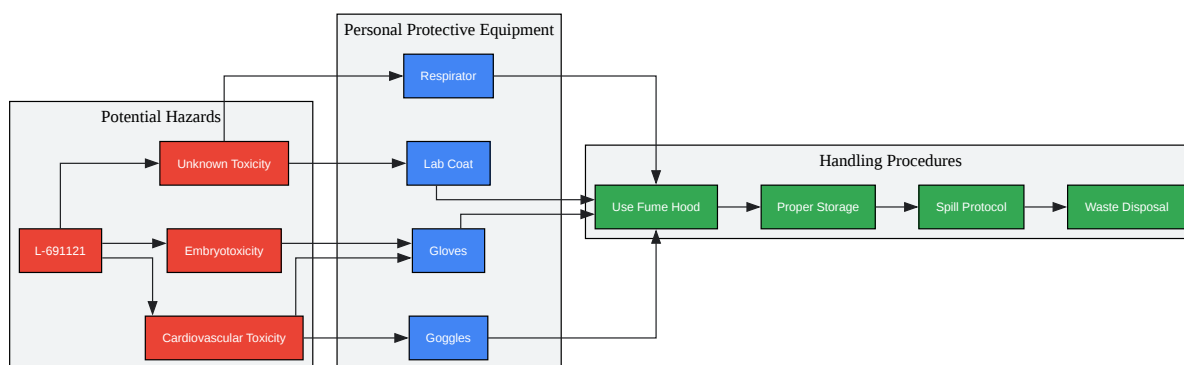 Personal Protective Equipment
Respirator
Potential Hazards
Unknown Toxicity
Lab Coat
Handling Procedures
Use Fume Hood
Proper Storage
Spill Protocol
Waste Disposal
L-691121
Embryotoxicity
Gloves
Cardiovascular Toxicity
Goggles